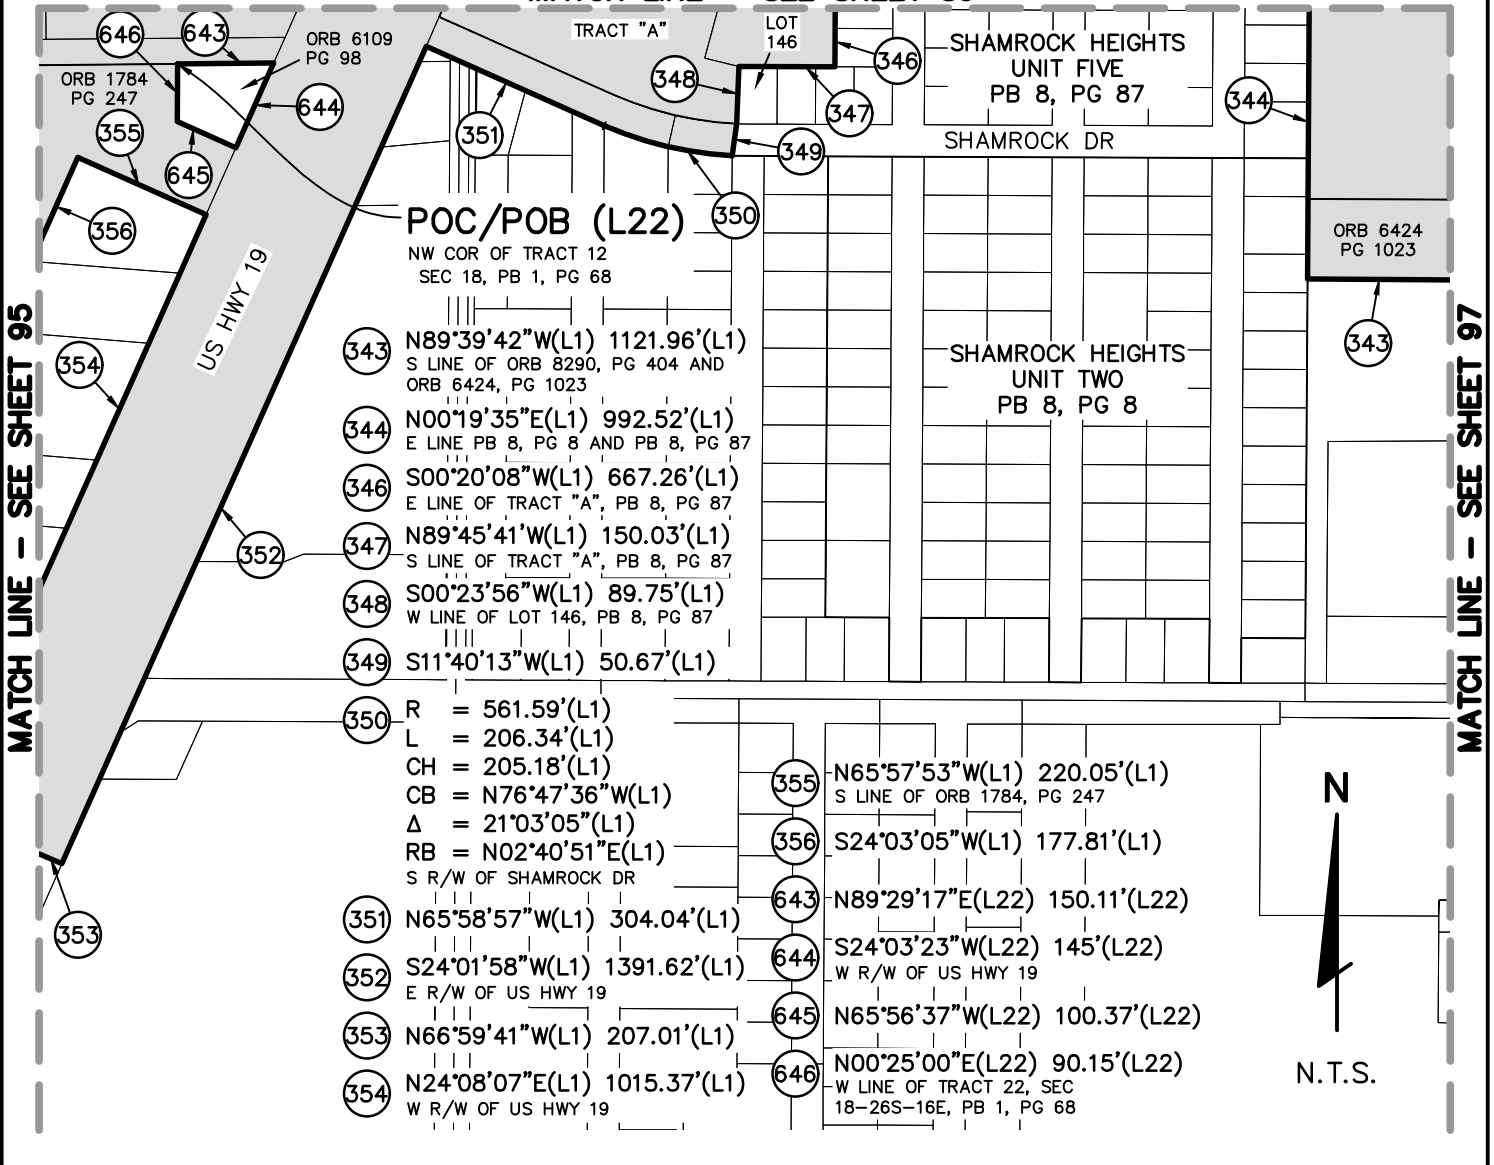 646
643
ORB 6109
PG 98
ORB 1784
PG 247
644
355
645
356
TRACT "A"
LOT
146
348
346
347
351
349
350
SHAMROCK HEIGHTS
UNIT FIVE
PB 8, PG 87
344
SHAMROCK DR
ORB 6424
PG 1023
343
POC/POB (L22)
NW COR OF TRACT 12
SEC 18, PB 1, PG 68
US HWY 19
354
352
353
MATCH LINE – SEE SHEET 95
MATCH LINE – SEE SHEET 97
SHAMROCK HEIGHTS
UNIT TWO
PB 8, PG 8
343 N89°39'42"W(L1) 1121.96'(L1)
S LINE OF ORB 8290, PG 404 AND
ORB 6424, PG 1023
344 N00°19'35"E(L1) 992.52'(L1)
E LINE PB 8, PG 8 AND PB 8, PG 87
346 S00°20'08"W(L1) 667.26'(L1)
E LINE OF TRACT "A", PB 8, PG 87
347 N89°45'41'W(L1) 150.03'(L1)
S LINE OF TRACT "A", PB 8, PG 87
348 S00°23'56"W(L1) 89.75'(L1)
W LINE OF LOT 146, PB 8, PG 87
349 S11°40'13"W(L1) 50.67'(L1)
350 R = 561.59'(L1)
L = 206.34'(L1)
CH = 205.18'(L1)
CB = N76°47'36"W(L1)
Δ = 21°03'05"(L1)
RB = N02°40'51"E(L1)
S R/W OF SHAMROCK DR
351 N65°58'57"W(L1) 304.04'(L1)
352 S24°01'58"W(L1) 1391.62'(L1)
E R/W OF US HWY 19
353 N66°59'41"W(L1) 207.01'(L1)
354 N24°08'07"E(L1) 1015.37'(L1)
W R/W OF US HWY 19
355 N65°57'53"W(L1) 220.05'(L1)
S LINE OF ORB 1784, PG 247
356 S24°03'05"W(L1) 177.81'(L1)
643 N89°29'17"E(L22) 150.11'(L22)
644 S24°03'23"W(L22) 145'(L22)
W R/W OF US HWY 19
645 N65°56'37"W(L22) 100.37'(L22)
646 N00°25'00"E(L22) 90.15'(L22)
W LINE OF TRACT 22, SEC
18–26S–16E, PB 1, PG 68
N
N.T.S.